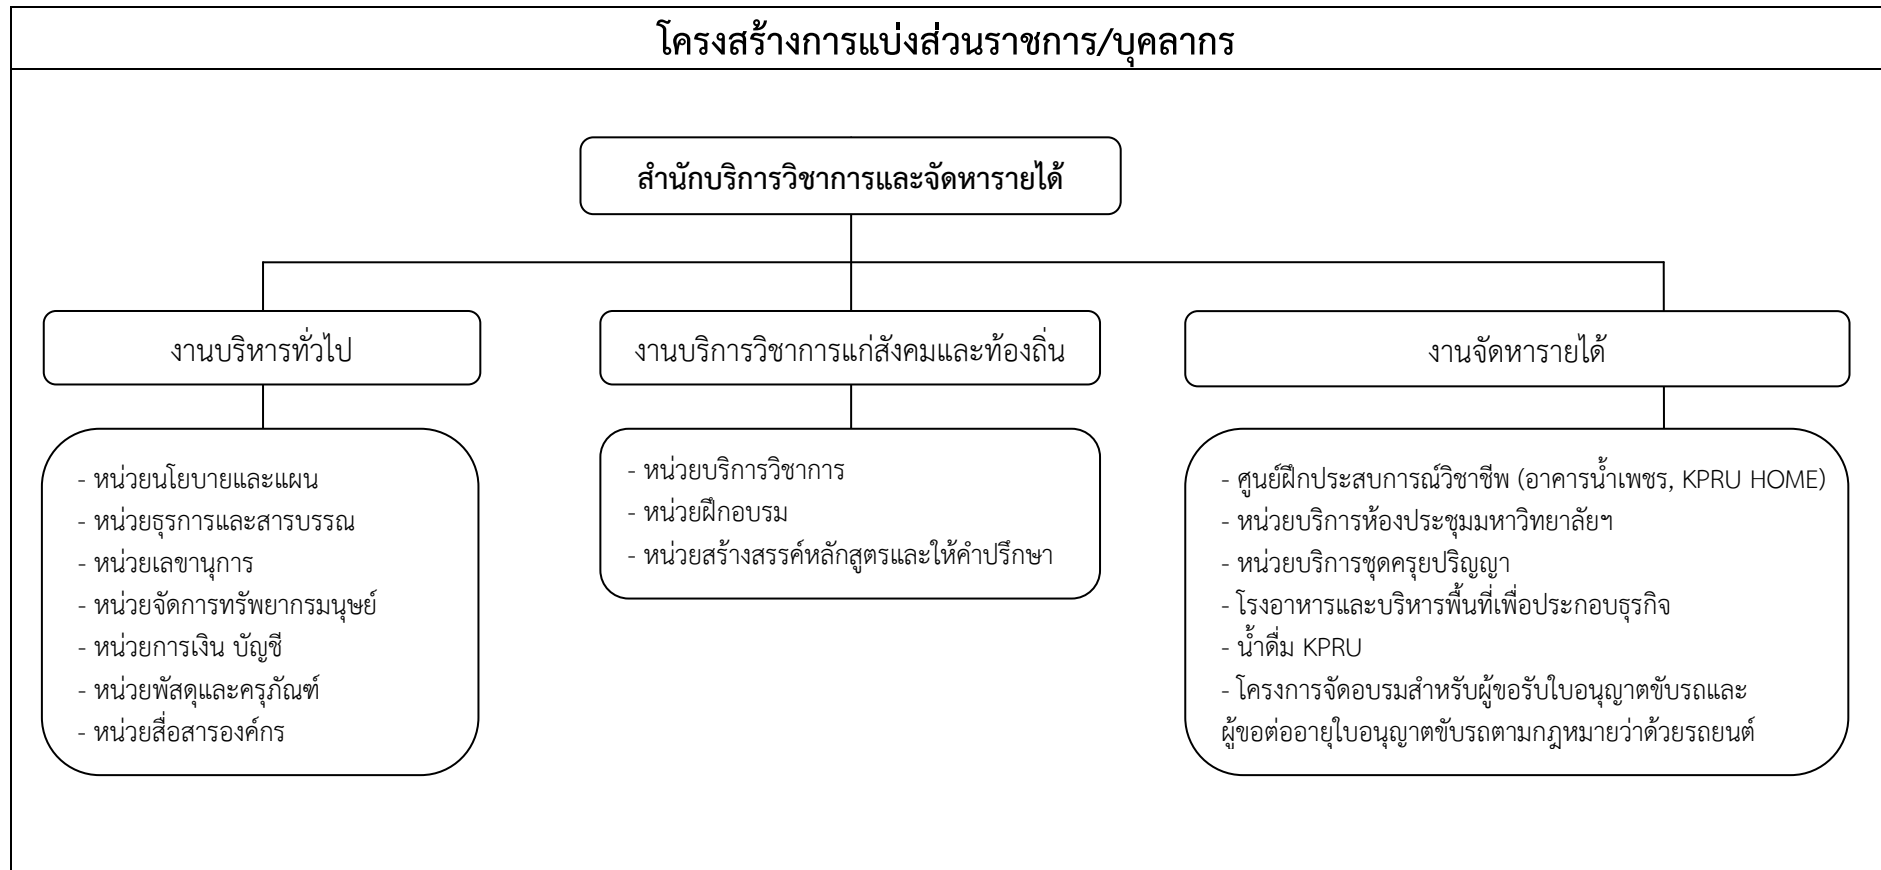 โครงสร้างการแบ่งส่วนราชการ/บุคลากร
สำนักบริการวิชาการและจัดหารายได้
งานบริหารทั่วไป
- หน่วยนโยบายและแผน
- หน่วยธุรการและสารบรรณ
- หน่วยเลขานุการ
- หน่วยจัดการทรัพยากรมนุษย์
- หน่วยการเงิน บัญชี
- หน่วยพัสดุและครุภัณฑ์
- หน่วยสื่อสารองค์กร
งานบริการวิชาการแก่สังคมและท้องถิ่น
- หน่วยบริการวิชาการ
- หน่วยฝึกอบรม
- หน่วยสร้างสรรค์หลักสูตรและให้คำปรึกษา
งานจัดหารายได้
- ศูนย์ฝึกประสบการณ์วิชาชีพ (อาคารน้ำเพชร, KPRU HOME)
- หน่วยบริการห้องประชุมมหาวิทยาลัยฯ
- หน่วยบริการชุดครุยปริญญา
- โรงอาหารและบริหารพื้นที่เพื่อประกอบธุรกิจ
- น้ำดื่ม KPRU
- โครงการจัดอบรมสำหรับผู้ขอรับใบอนุญาตขับรถและ
ผู้ขอต่ออายุใบอนุญาตขับรถตามกฎหมายว่าด้วยรถยนต์